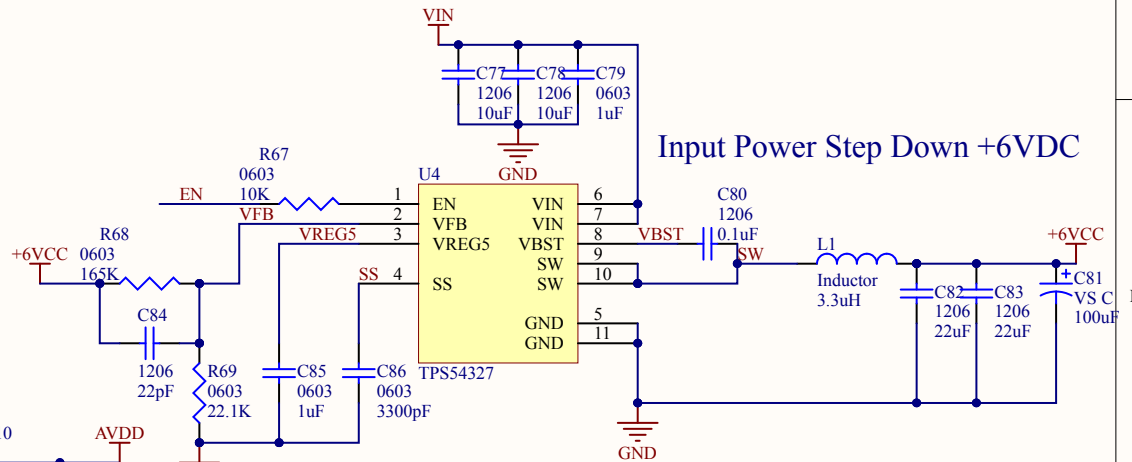 VIN
C77
1206
10uF
C78
1206
10uF
C79
0603
1uF
GND
Input Power Step Down +6VDC
R67
0603
10K
EN
VFB
VREG5
SS
U4
1 EN
2 VFB
3 VREG5
4 SS
VIN 6
VIN 7
VBST 8
SW 9
SW 10
GND 5
GND 11
TPS54327
VBST
C80
1206
0.1uF
SW
L1
Inductor
3.3uH
+6VCC
C82
1206
22uF
C83
1206
22uF
+
C81
VS C
100uF
GND
+6VCC
R68
0603
165K
C84
1206
22pF
R69
0603
22.1K
C85
0603
1uF
C86
0603
3300pF
AVDD